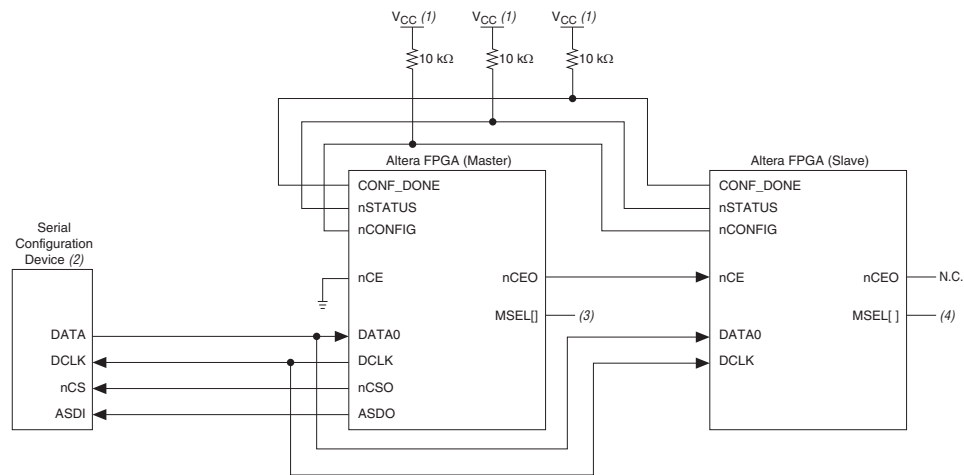 VCC (1) VCC (1) VCC (1)
10 kΩ 10 kΩ 10 kΩ
Altera FPGA (Master)
CONF_DONE
nSTATUS
nCONFIG
nCE
nCEO
MSEL[]
(3)
DATA0
DCLK
nCSO
ASDO
Altera FPGA (Slave)
CONF_DONE
nSTATUS
nCONFIG
nCE
nCEO
N.C.
MSEL[ ]
(4)
DATA0
DCLK
Serial
Configuration
Device (2)
DATA
DCLK
nCS
ASDI